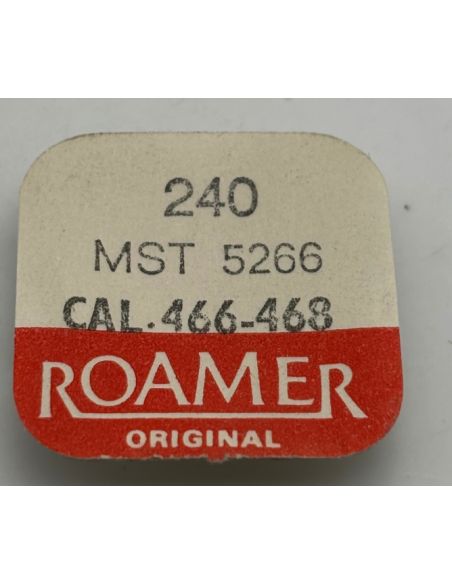 240
MST 5266
CAL. 466-468
ROAMER
ORIGINAL